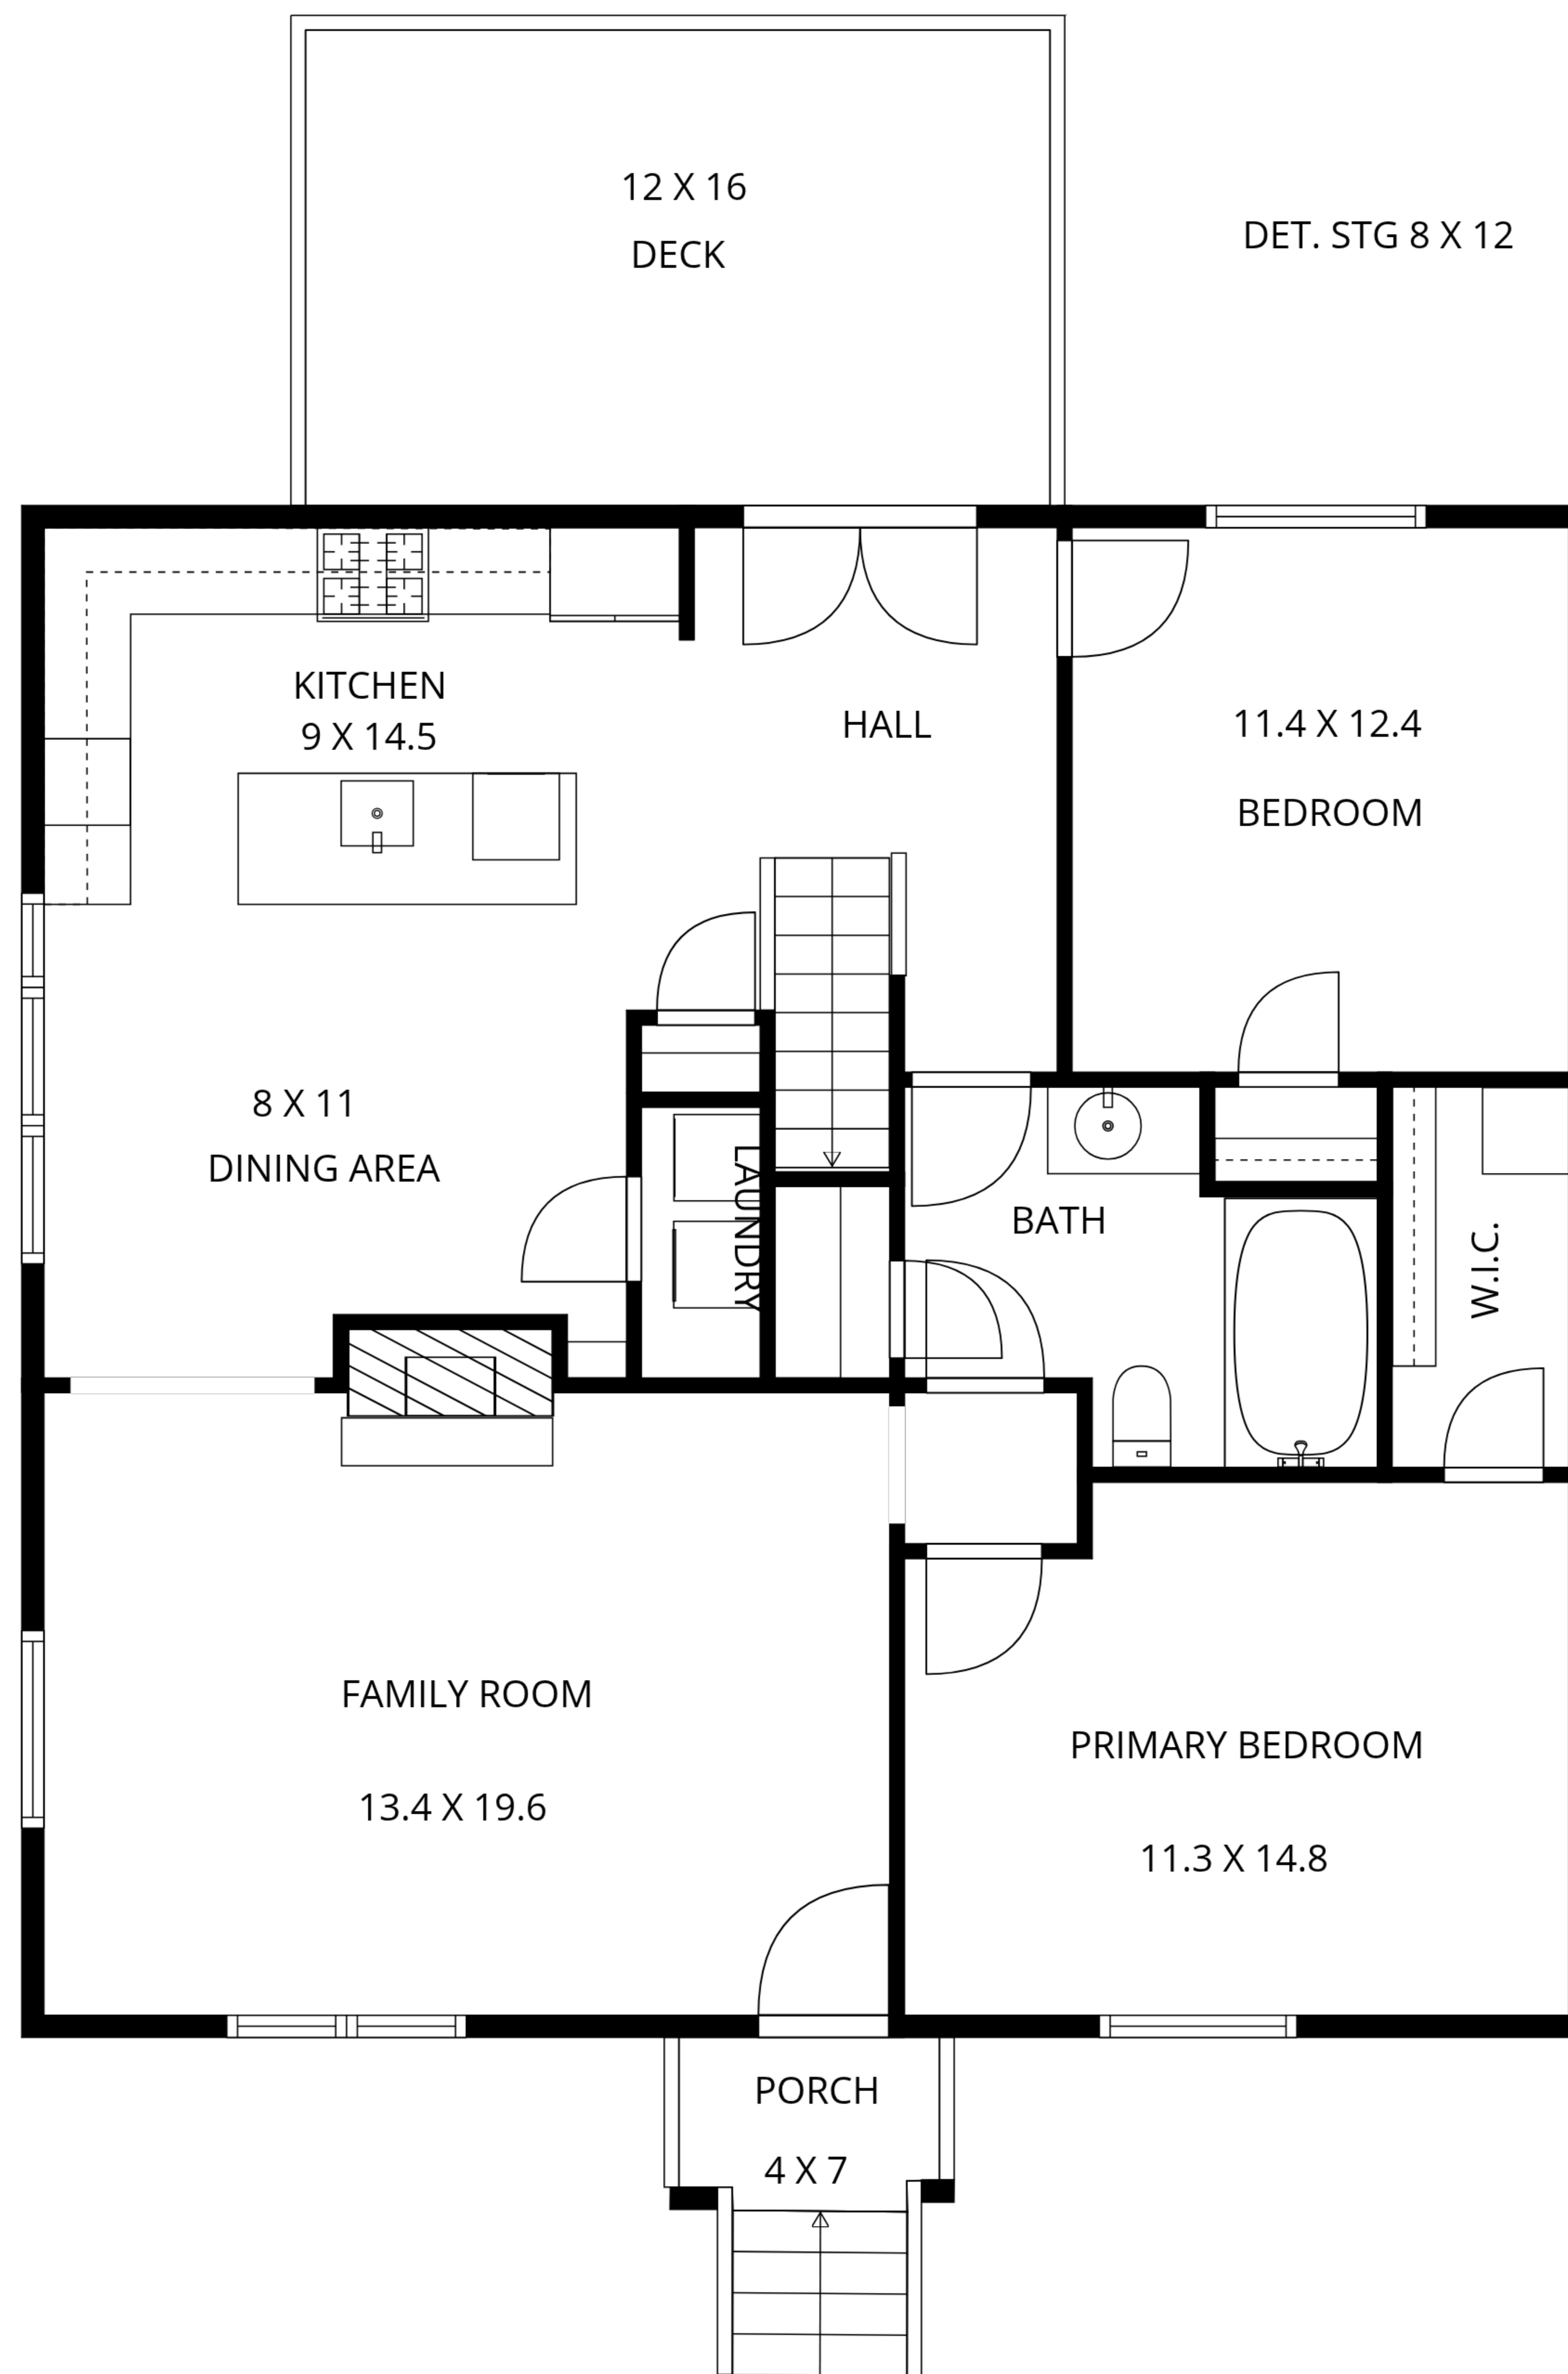 12 X 16
DECK
DET. STG 8 X 12
KITCHEN
9 X 14.5
HALL
11.4 X 12.4
BEDROOM
8 X 11
DINING AREA
LAUNDRY
BATH
W.I.C.
FAMILY ROOM
13.4 X 19.6
PRIMARY BEDROOM
11.3 X 14.8
PORCH
4 X 7